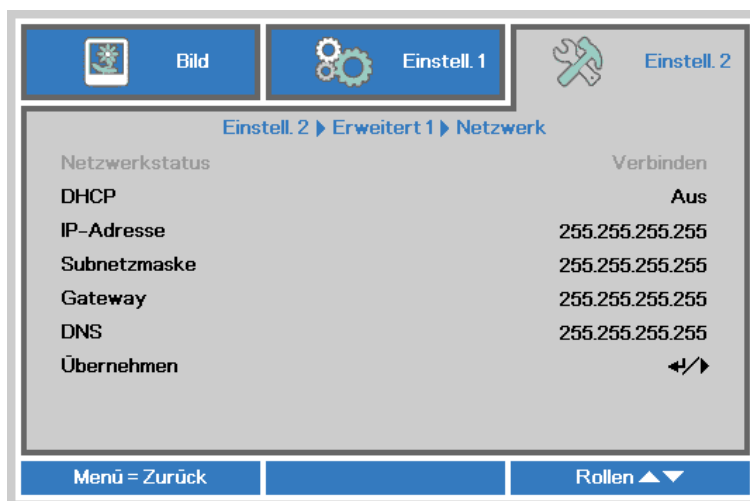 Bild
Einstell. 1
Einstell. 2
Einstell. 2 ▶ Erweitert 1 ▶ Netzwerk
Netzwerkstatus Verbinden
DHCP Aus
IP-Adresse 255.255.255.255
Subnetzmaske 255.255.255.255
Gateway 255.255.255.255
DNS 255.255.255.255
Übernehmen ↵/▶
Menü = Zurück
Rollen ▲▼